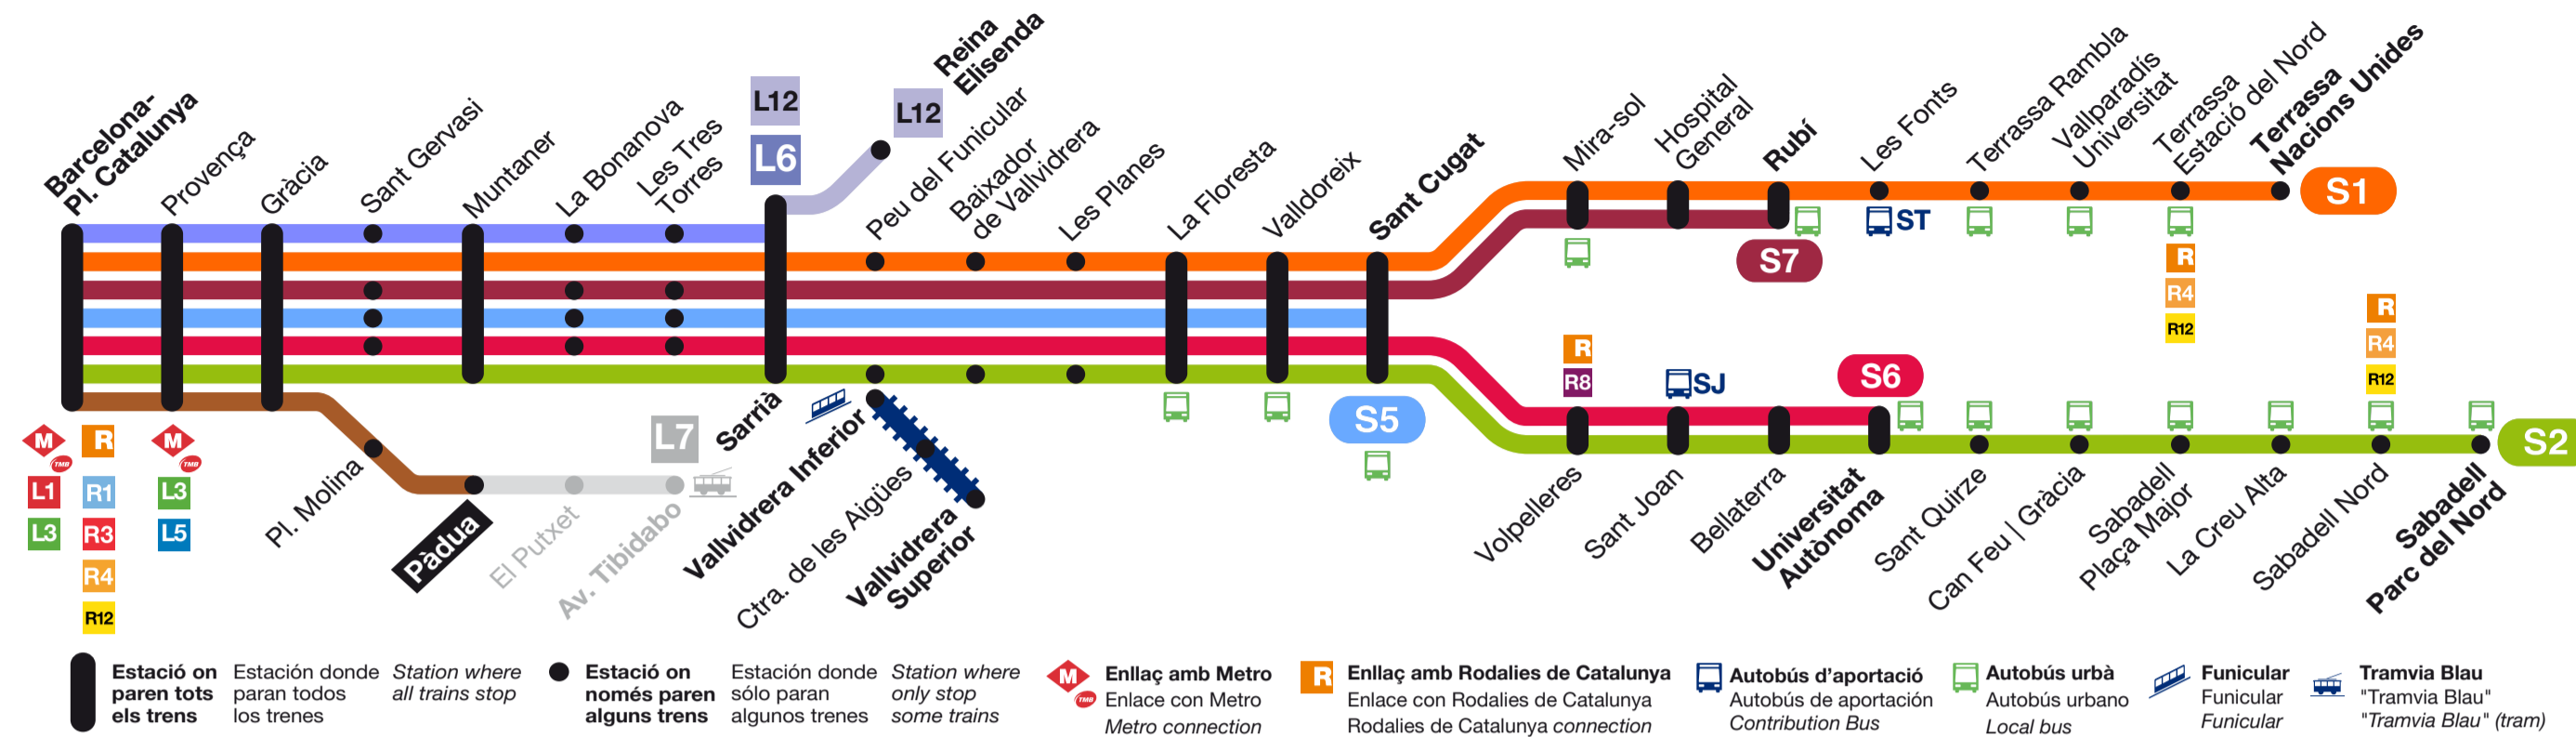 Barcelona-
Pl. Catalunya
Provença
Gràcia
Sant Gervasi
Muntaner
La Bonanova
Les Tres
Torres
L12
L6
Reina
Elisenda
L12
Peu del Funicular
Baixador
de Vallvidrera
Les Planes
La Floresta
Valldoreix
Sant Cugat
Mira-sol
Hospital
General
Rubí
Les Fonts
Terrassa Rambla
Vallparadís
Universitat
Terrassa
Estació del Nord
Terrassa
Nacions Unides
S1
ST
S7
R
R4
R12
R
R8
SJ
S6
R
R4
R12
S5
S2
M
TMB
L1
L3
R
R1
R3
R4
R12
M
TMB
L3
L5
Pl. Molina
Pàdua
El Putxet
Av. Tibidabo
L7
Sarrià
Vallvidrera Inferior
Ctra. de les Aigües
Vallvidrera
Superior
Volpelleres
Sant Joan
Bellaterra
Universitat
Autònoma
Sant Quirze
Can Feu | Gràcia
Sabadell
Plaça Major
La Creu Alta
Sabadell Nord
Sabadell
Parc del Nord
Estació on
paren tots
els trens
Estación donde
paran todos
los trenes
Station where
all trains stop
Estació on
només paren
alguns trens
Estación donde
sólo paran
algunos trenes
Station where
only stop
some trains
M
TMB
Enllaç amb Metro
Enlace con Metro
Metro connection
R
Enllaç amb Rodalies de Catalunya
Enlace con Rodalies de Catalunya
Rodalies de Catalunya connection
Autobús d'aportació
Autobús de aportación
Contribution Bus
Autobús urbà
Autobús urbano
Local bus
Funicular
Funicular
Funicular
Tramvia Blau
"Tramvia Blau"
"Tramvia Blau" (tram)